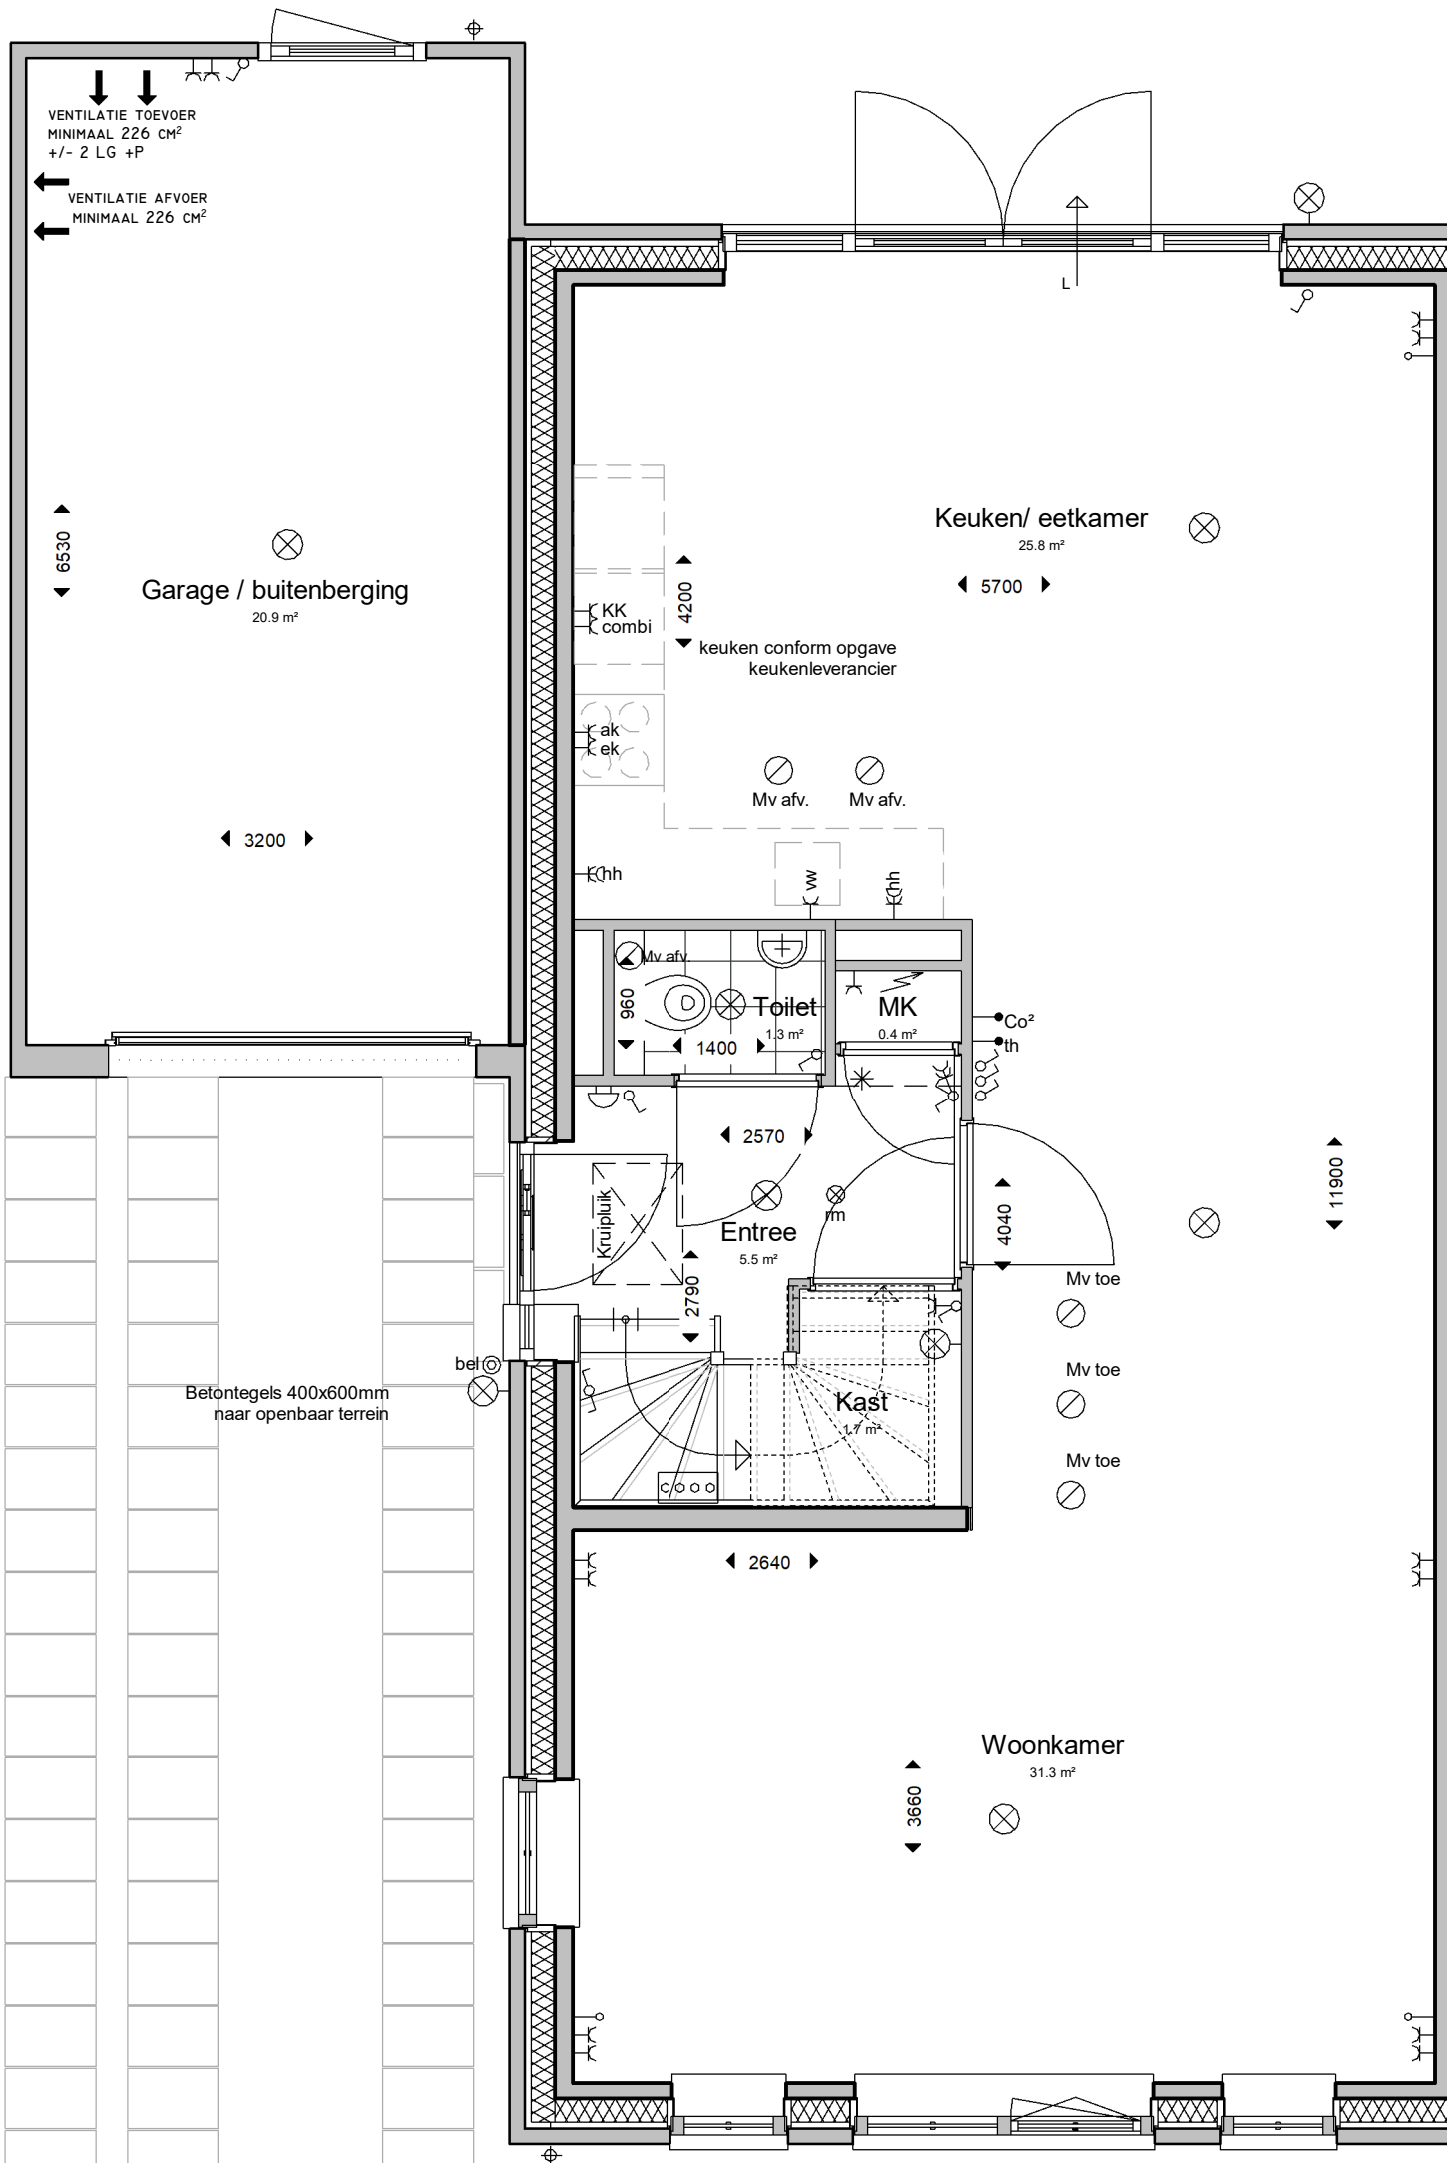 VENTILATIE TOEVOER
MINIMAAL 226 CM²
+/- 2 LG +P
VENTILATIE AFVOER
MINIMAAL 226 CM²
L
6530
Garage / buitenberging
20.9 m²
3200
Keuken/ eetkamer
25.8 m²
5700
4200
KK
combi
keuken conform opgave
keukenleverancier
ak
ek
Mv afv.
Mv afv.
hh
vw
hh
Mv afv.
960
Toilet
1.3 m²
1400
MK
0.4 m²
Co²
th
2570
Kruipluik
rm
Entree
5.5 m²
2790
4040
11900
Mv toe
Mv toe
Mv toe
bel
Betontegels 400x600mm
naar openbaar terrein
Kast
1.7 m²
2640
Woonkamer
31.3 m²
3660